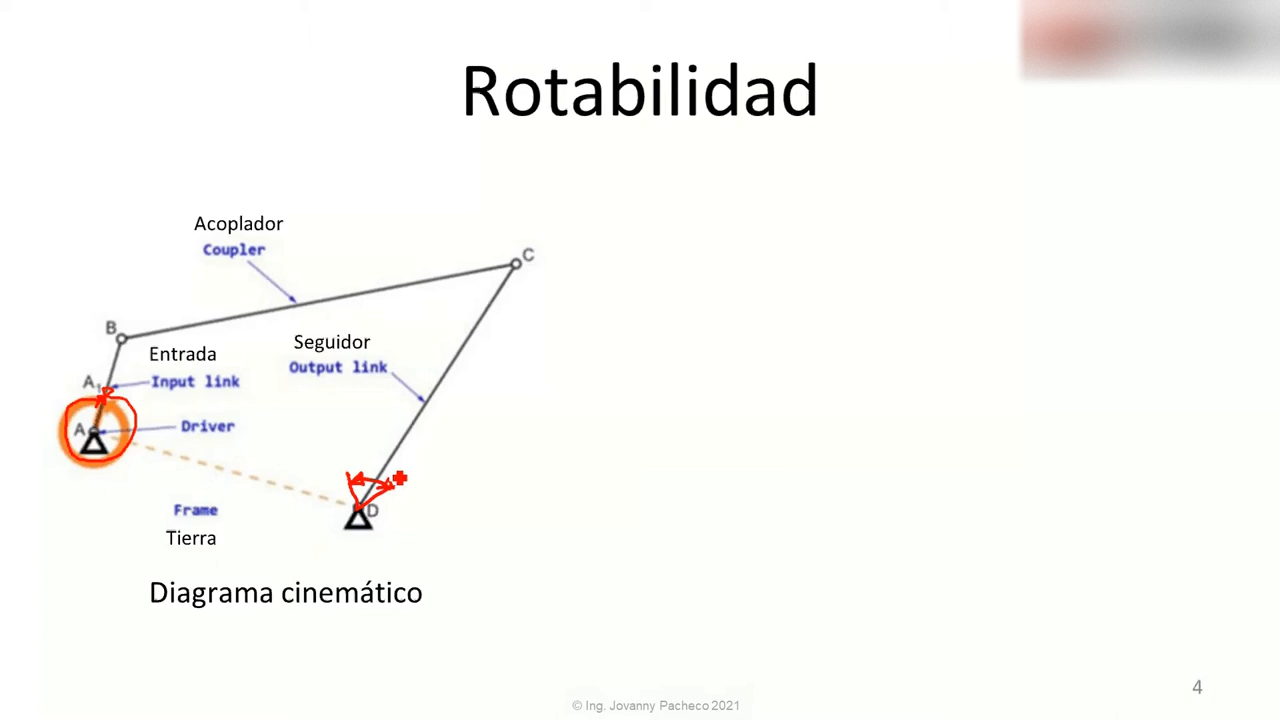 Rotabilidad
Acoplador
Coupler
C
B
Entrada
Seguidor
A₁ Input link
Output link
A
Driver
Frame
D
Tierra
Diagrama cinemático
4
© Ing. Jovanny Pacheco 2021